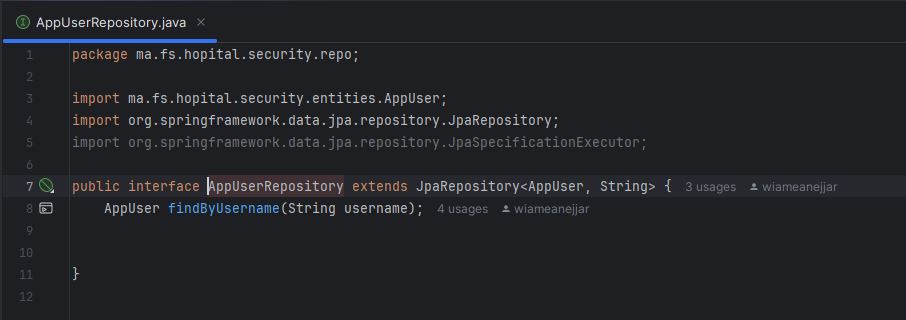 AppUserRepository.java
1 package ma.fs.hopital.security.repo;
2
3 import ma.fs.hopital.security.entities.AppUser;
4 import org.springframework.data.jpa.repository.JpaRepository;
5 import org.springframework.data.jpa.repository.JpaSpecificationExecutor;
6
7 public interface AppUserRepository extends JpaRepository<AppUser, String> { 3 usages wiameanejjar
8 AppUser findByUsername(String username); 4 usages wiameanejjar
9
10
11 }
12